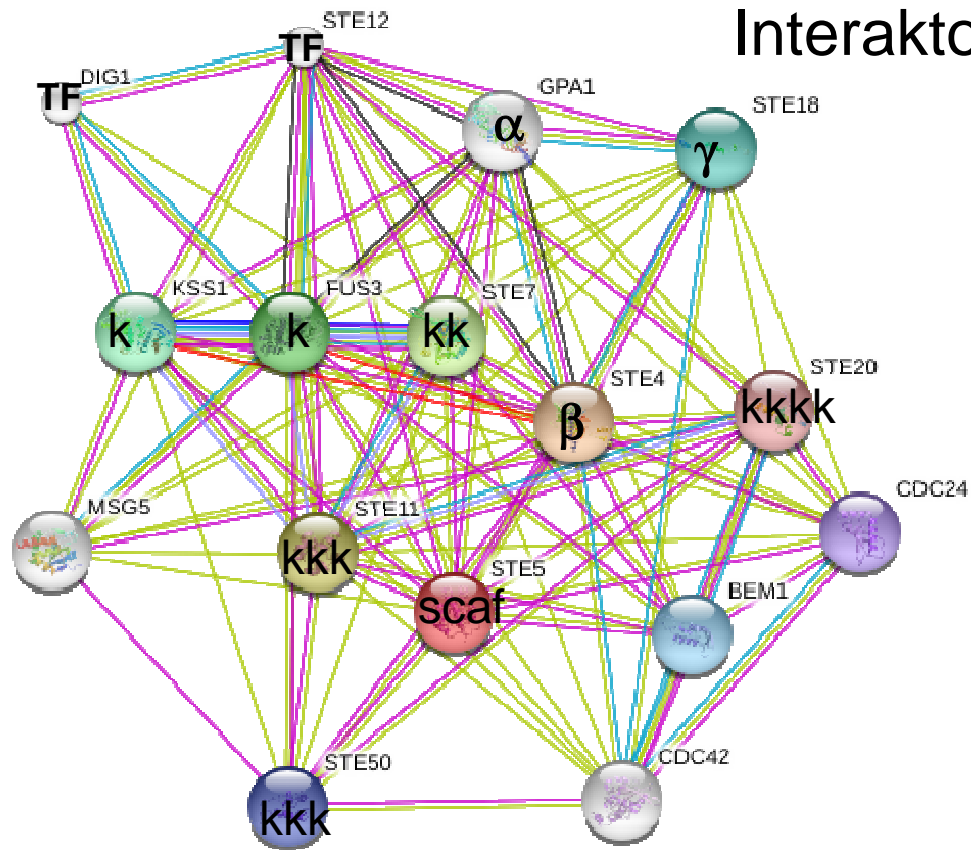 Interakto
STE12
TF
DIG1
TF
GPA1
α
STE18
γ
KSS1
k
FUS3
k
STE7
kk
STE4
β
STE20
kkkk
MSG5
STE11
kkk
STE5
scaf
CDC24
BEM1
STE50
kkk
CDC42